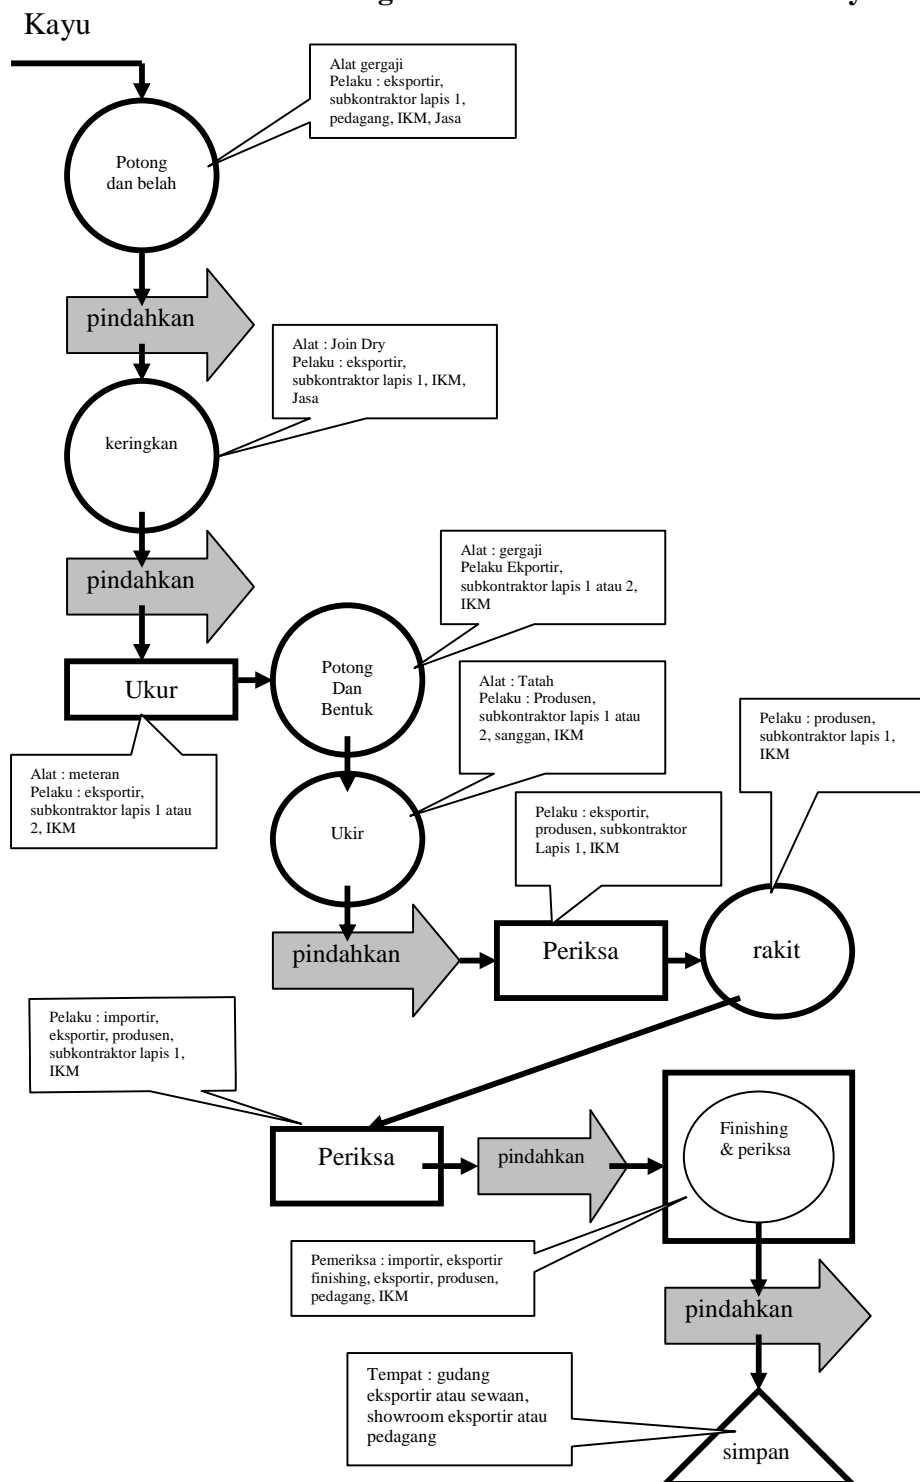 Kayu
Alat gergaji
Pelaku : eksportir,
subkontraktor lapis 1,
pedagang, IKM, Jasa
Potong
dan belah
pindahkan
Alat : Join Dry
Pelaku : eksportir,
subkontraktor lapis 1, IKM,
Jasa
keringkan
pindahkan
Alat : gergaji
Pelaku Ekportir,
subkontraktor lapis 1 atau 2,
IKM
Ukur
Potong
Dan
Bentuk
Alat : Tatah
Pelaku : Produsen,
subkontraktor lapis 1 atau
2, sanggan, IKM
Pelaku : produsen,
subkontraktor lapis 1,
IKM
Alat : meteran
Pelaku : eksportir,
subkontraktor lapis 1 atau
2, IKM
Ukir
Pelaku : eksportir,
produsen, subkontraktor
Lapis 1, IKM
pindahkan
Periksa
rakit
Pelaku : importir,
eksportir, produsen,
subkontraktor lapis 1,
IKM
Periksa
pindahkan
Finishing
& periksa
Pemeriksa : importir, eksportir
finishing, eksportir, produsen,
pedagang, IKM
pindahkan
Tempat : gudang
eksportir atau sewaan,
showroom eksportir atau
pedagang
simpan